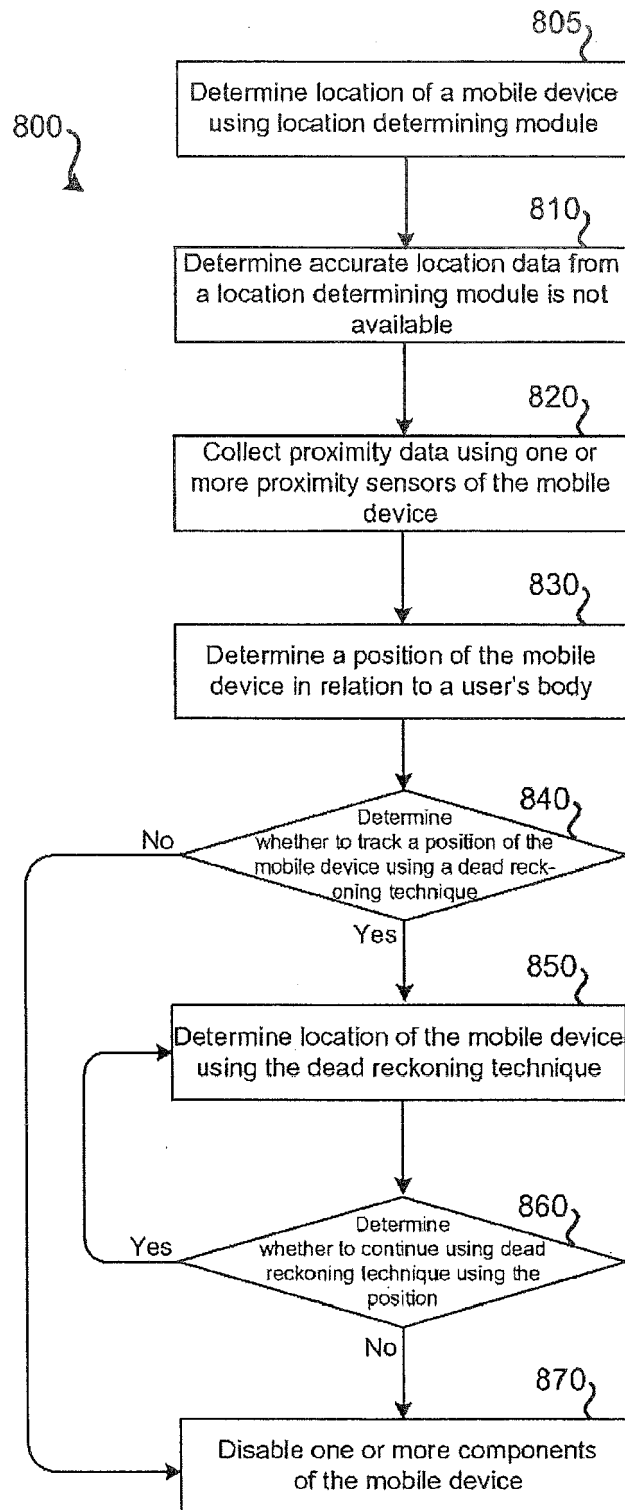 805
Determine location of a mobile device
using location determining module
800
810
Determine accurate location data from
a location determining module is not
available
820
Collect proximity data using one or
more proximity sensors of the mobile
device
830
Determine a position of the mobile
device in relation to a user's body
840
Determine
whether to track a position of the
mobile device using a dead reck-
oning technique
No
Yes
850
Determine location of the mobile device
using the dead reckoning technique
860
Determine
whether to continue using dead
reckoning technique using the
position
Yes
No
870
Disable one or more components
of the mobile device